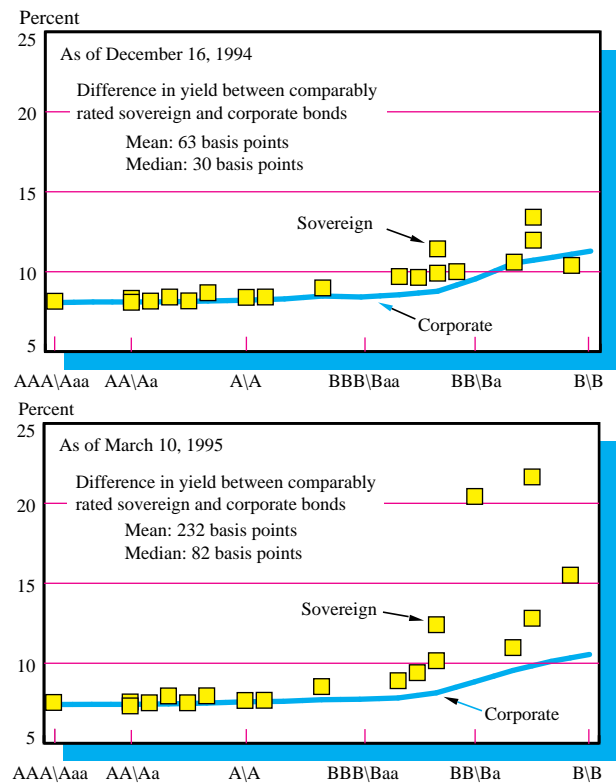 Percent
25
As of December 16, 1994
Difference in yield between comparably
rated sovereign and corporate bonds
20
Mean: 63 basis points
Median: 30 basis points
15
Sovereign
10
Corporate
5
AAA\Aaa AA\Aa A\A BBB\Baa BB\Ba B\B
Percent
25
As of March 10, 1995
Difference in yield between comparably
rated sovereign and corporate bonds
20
Mean: 232 basis points
Median: 82 basis points
15
Sovereign
10
Corporate
5
AAA\Aaa AA\Aa A\A BBB\Baa BB\Ba B\B